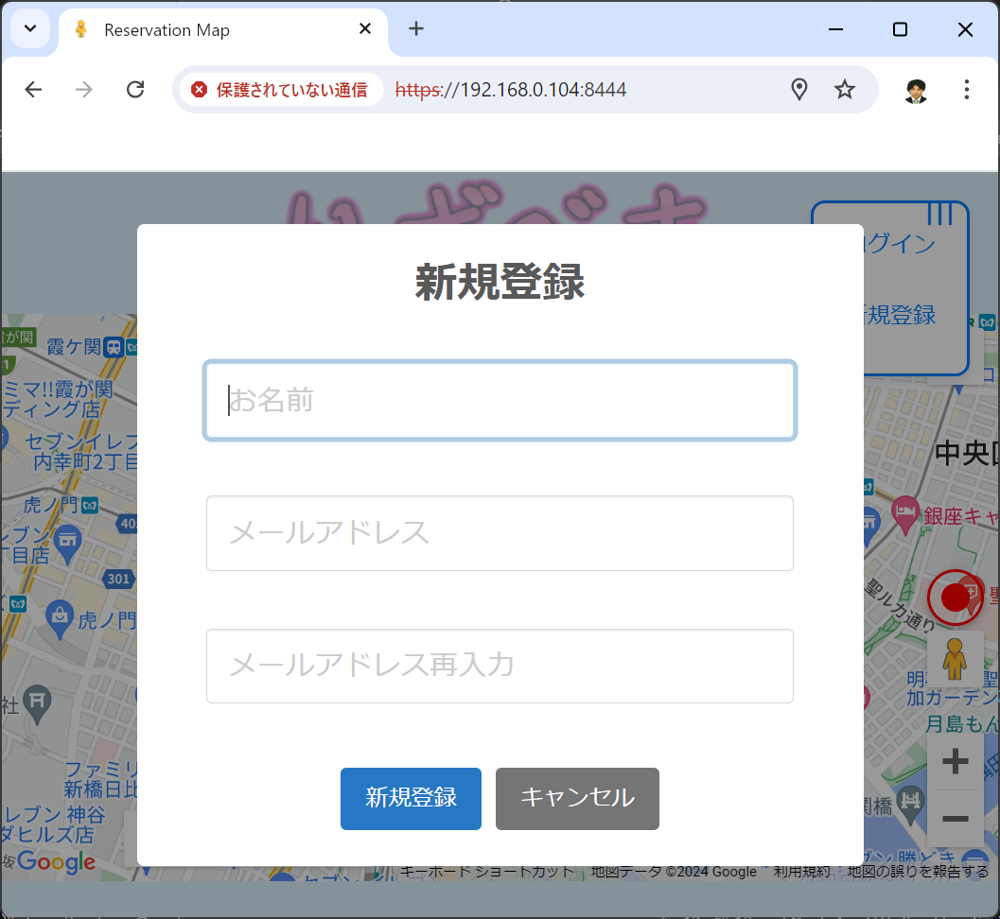 Reservation Map
保護されていない通信 https://192.168.0.104:8444
グイン
規登録
新規登録
お名前
メールアドレス
メールアドレス再入力
新規登録 キャンセル
が関
霞ケ関
ミマ!!霞が関
ディング店
セブンイレブ
内幸町2丁目
虎ノ門
レブン
丁目店
301
虎ノ門
社
ファミリ
新橋日比
レブン 神谷
ダヒルズ店
坂
Google
中央区
銀座キャ
聖ルカ通り
加ガーデン
月島もん
橋
ブン 勝どき
キーボード ショートカット 地図データ ©2024 Google 利用規約 地図の誤りを報告する